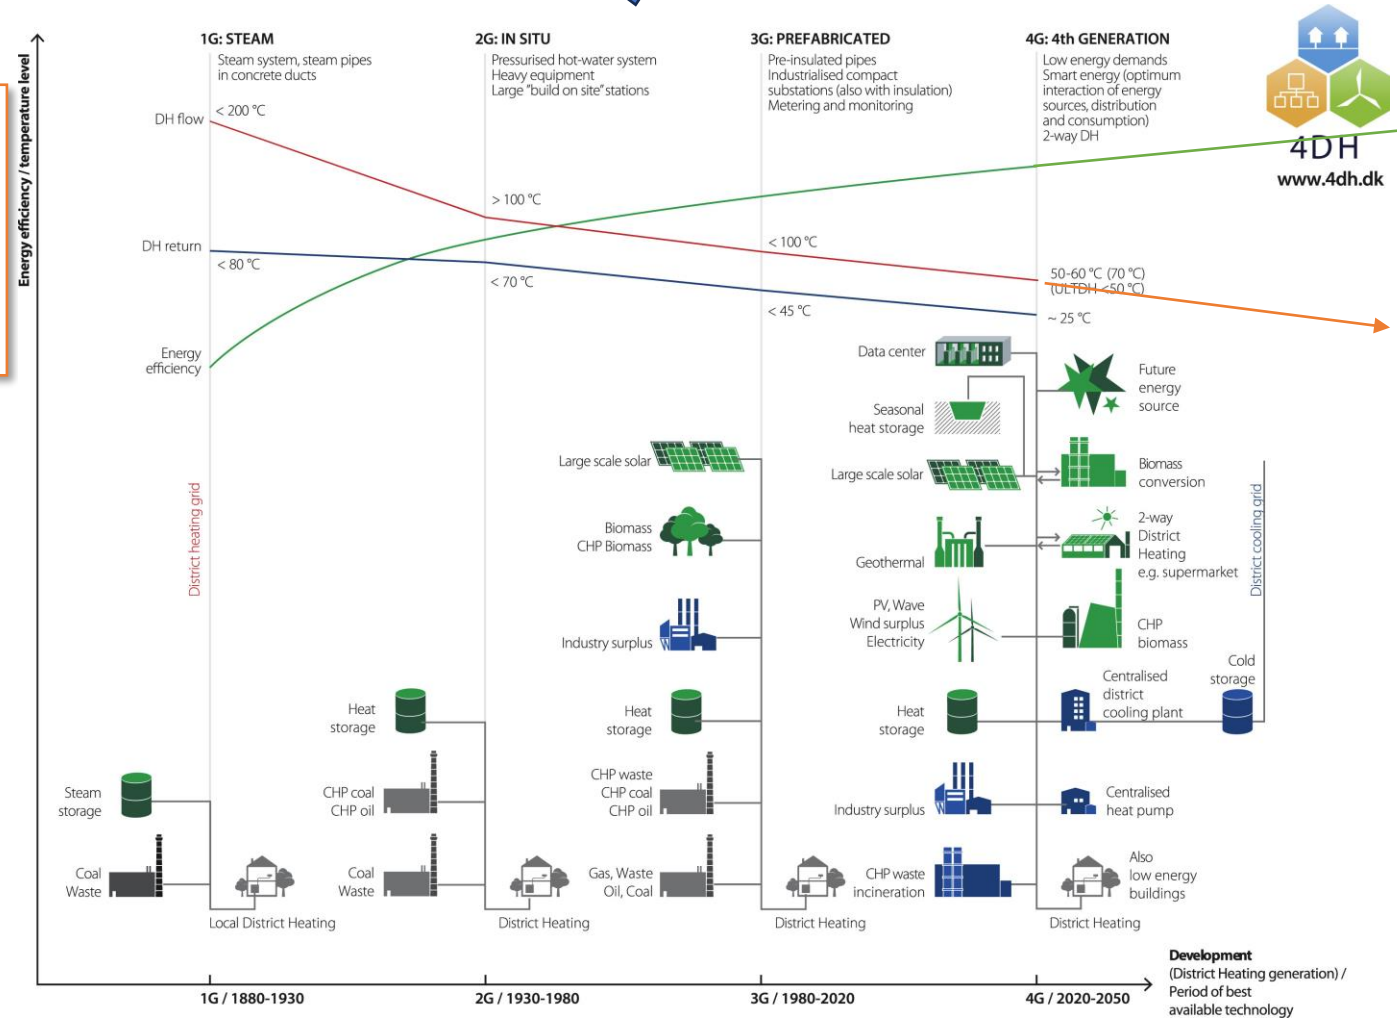 1G: STEAM
Steam system, steam pipes
in concrete ducts
2G: IN SITU
Pressurised hot-water system
Heavy equipment
Large "build on site" stations
3G: PREFABRICATED
Pre-insulated pipes
Industrialised compact
substations (also with insulation)
Metering and monitoring
4G: 4th GENERATION
Low energy demands
Smart energy (optimum
interaction of energy
sources, distribution
and consumption)
2-way DH
4DH
www.4dh.dk
Energy efficiency / temperature level
DH flow
< 200 °C
> 100 °C
< 100 °C
50-60 °C (70 °C)
(ULTDH <50 °C)
DH return
< 80 °C
< 70 °C
< 45 °C
~ 25 °C
Energy
efficiency
District heating grid
Steam
storage
Coal
Waste
Local District Heating
Heat
storage
CHP coal
CHP oil
Coal
Waste
District Heating
Large scale solar
Biomass
CHP Biomass
Industry surplus
Heat
storage
CHP waste
CHP coal
CHP oil
Gas, Waste
Oil, Coal
District Heating
Data center
Seasonal
heat storage
Large scale solar
Geothermal
PV, Wave
Wind surplus
Electricity
Heat
storage
Industry surplus
CHP waste
incineration
Future
energy
source
Biomass
conversion
2-way
District
Heating
e.g. supermarket
CHP
biomass
Centralised
district
cooling plant
Cold
storage
Centralised
heat pump
Also
low energy
buildings
District Heating
District cooling grid
1G / 1880-1930
2G / 1930-1980
3G / 1980-2020
4G / 2020-2050
Development
(District Heating generation) /
Period of best
available technology